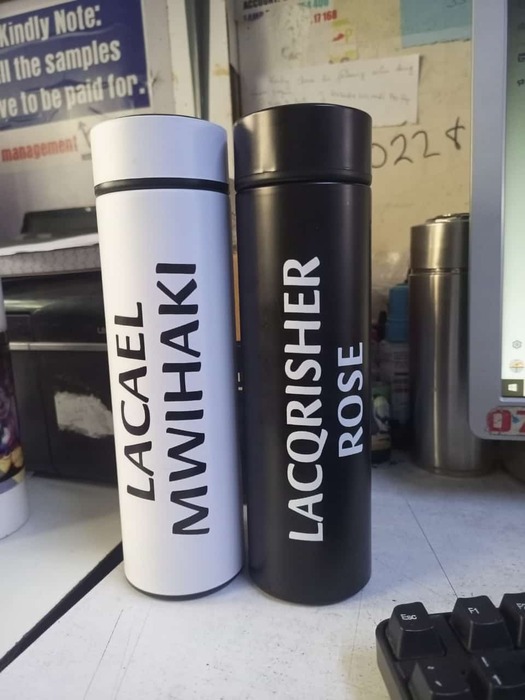 Kindly Note:
ll the samples
ve to be paid for.
management
LACAEL
MWIHAKI
LACQRISHER
ROSE
Esc
F1